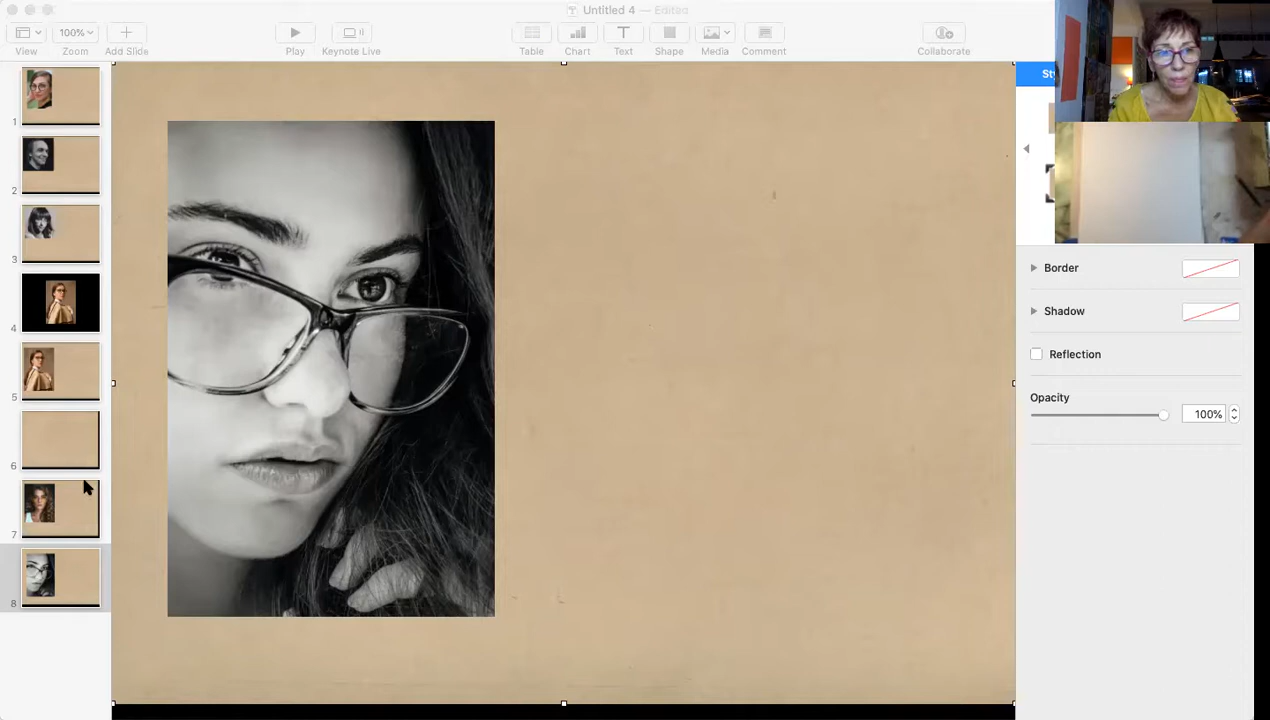 Untitled 4 — Edited
100%
View Zoom Add Slide Play Keynote Live Table Chart Text Shape Media Comment Collaborate
1
2
3
4
5
6
7
8
Border
Shadow
Reflection
Opacity
100%